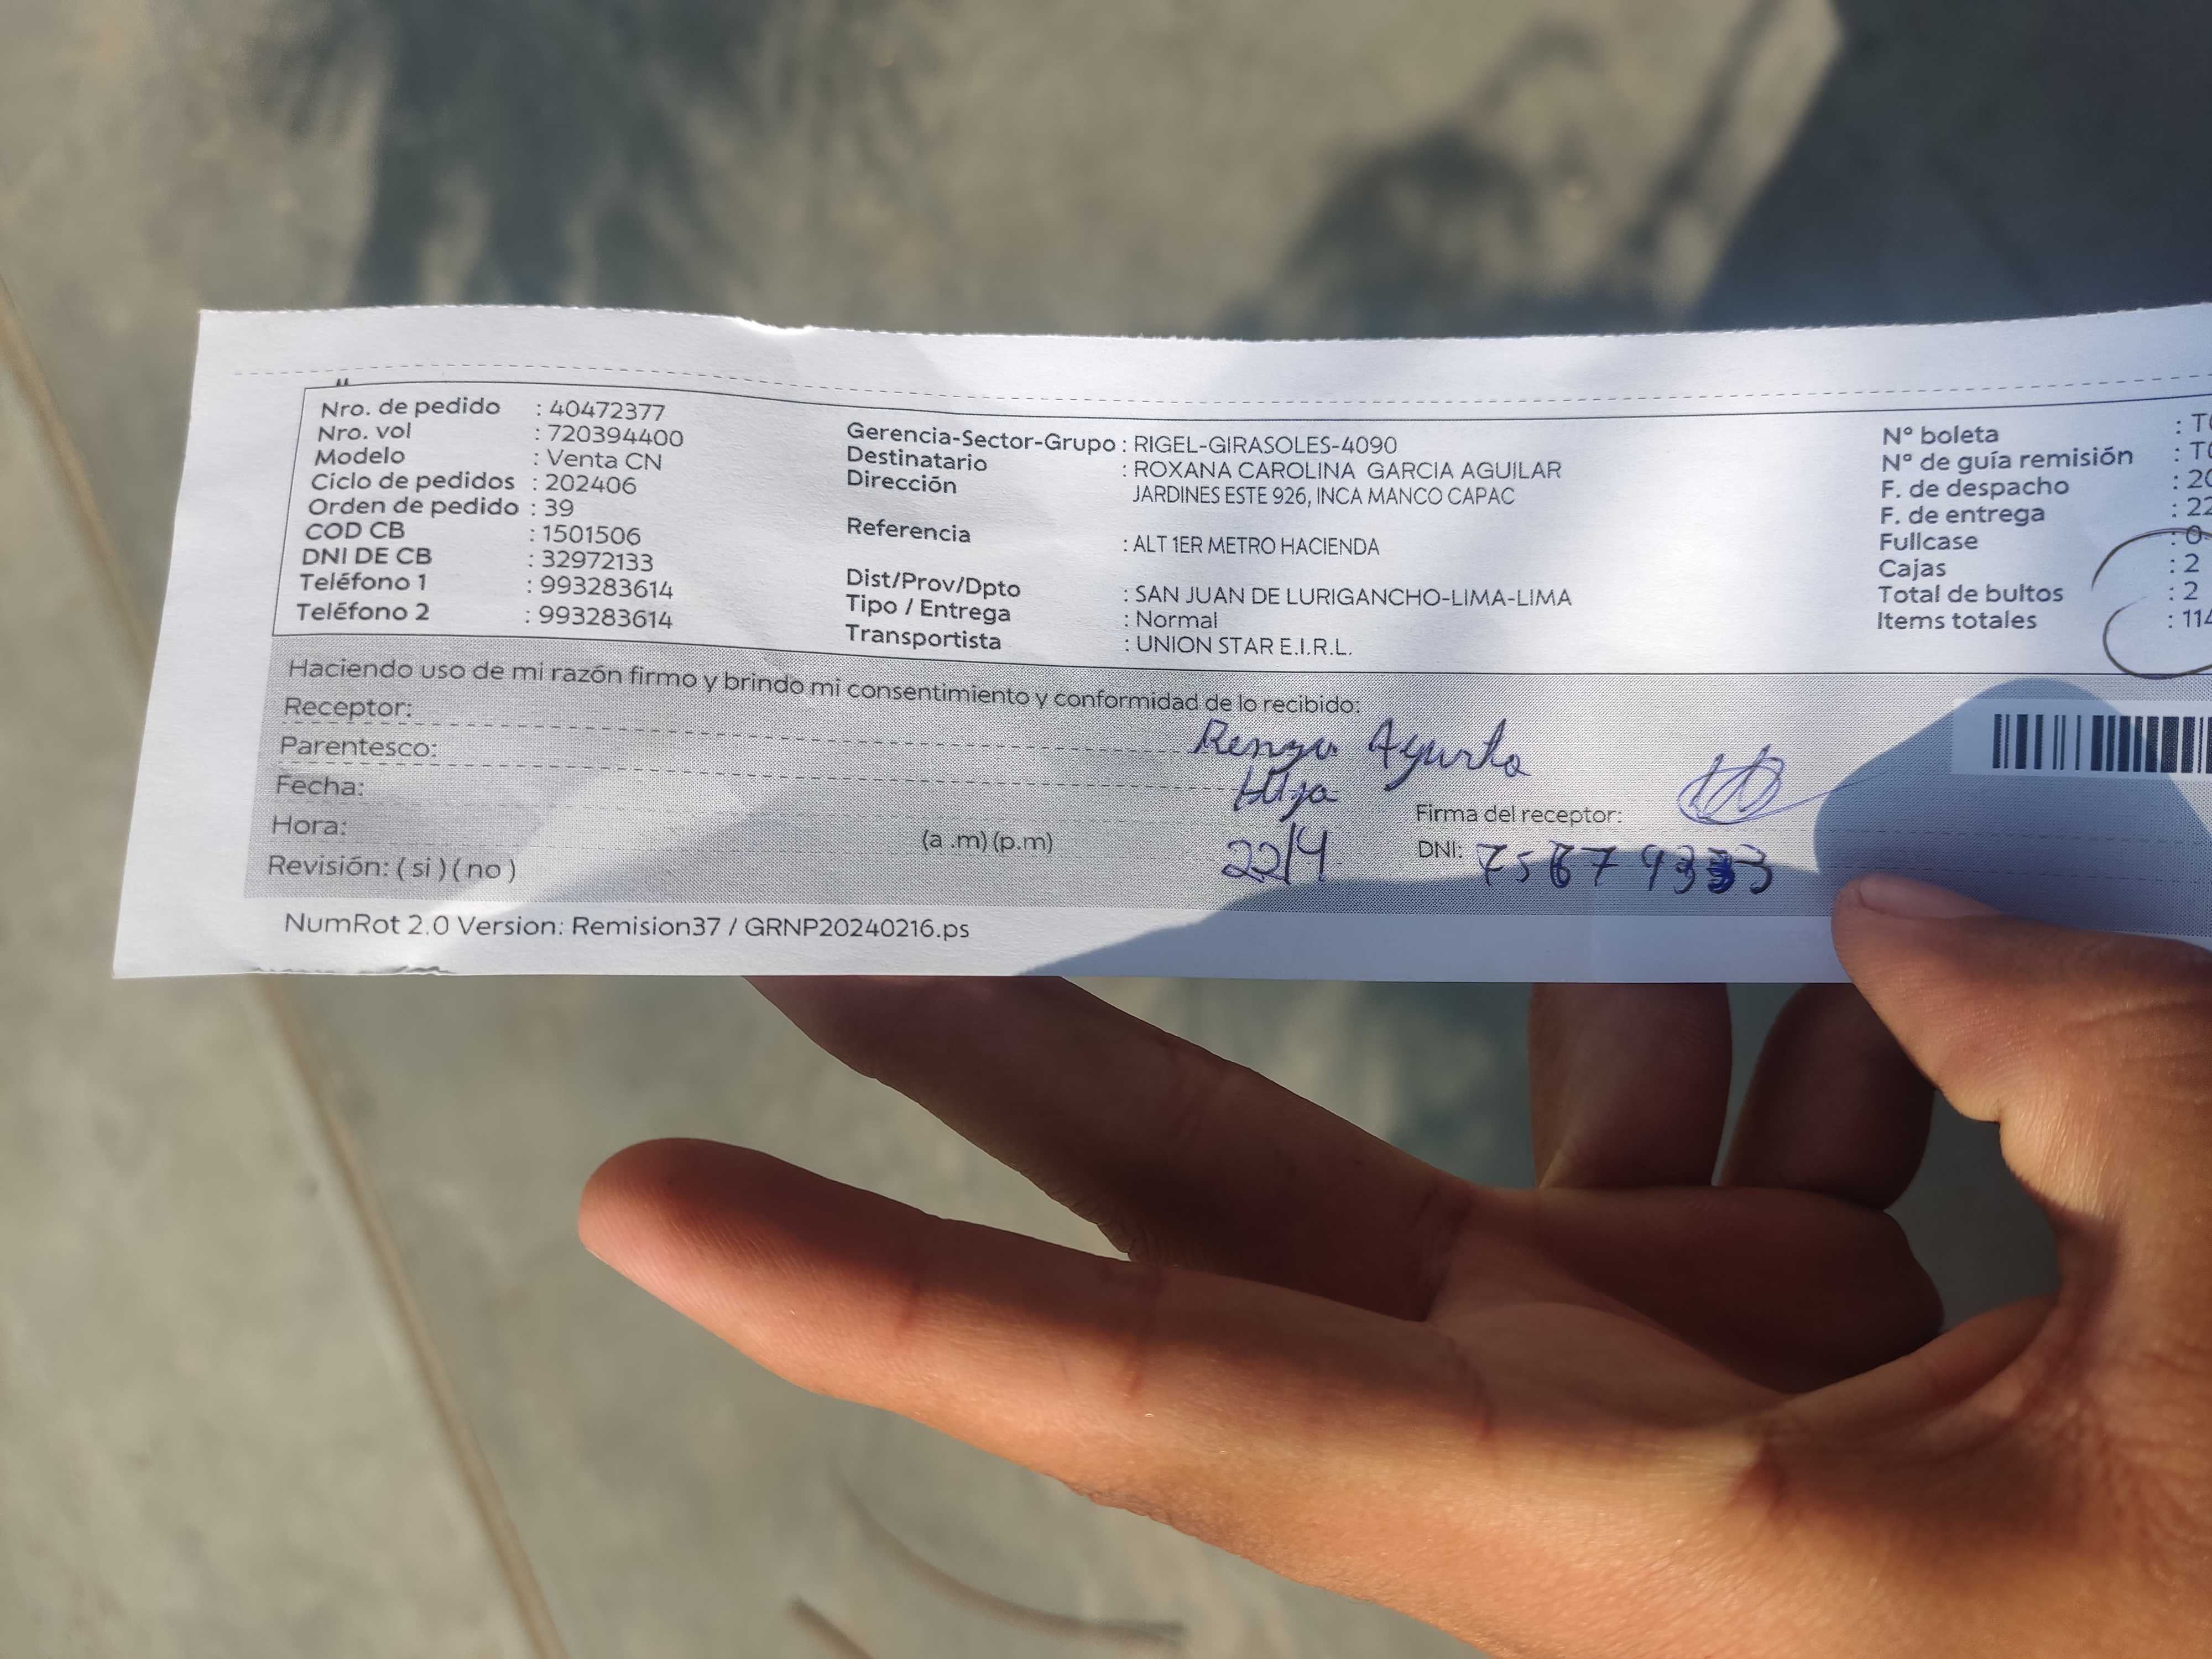 Nro. de pedido : 40472377
Nro. vol : 720394400
Modelo : Venta CN
Ciclo de pedidos : 202406
Orden de pedido : 39
COD CB : 1501506
DNI DE CB : 32972133
Teléfono 1 : 993283614
Teléfono 2 : 993283614
Gerencia-Sector-Grupo : RIGEL-GIRASOLES-4090
Destinatario : ROXANA CAROLINA GARCIA AGUILAR
Dirección JARDINES ESTE 926, INCA MANCO CAPAC
Referencia : ALT 1ER METRO HACIENDA
Dist/Prov/Dpto : SAN JUAN DE LURIGANCHO-LIMA-LIMA
Tipo / Entrega : Normal
Transportista : UNION STAR E.I.R.L.
Nº boleta : T
Nº de guía remisión : T
F. de despacho : 20
F. de entrega : 22
Fullcase : 0
Cajas : 2
Total de bultos : 2
Items totales : 114
Haciendo uso de mi razón firmo y brindo mi consentimiento y conformidad de lo recibido:
Receptor:
Parentesco:
Fecha: 22/4
Hora: (a .m) (p.m)
Revisión: ( si ) ( no )
Firma del receptor:
DNI:
NumRot 2.0 Version: Remision37 / GRNP20240216.ps